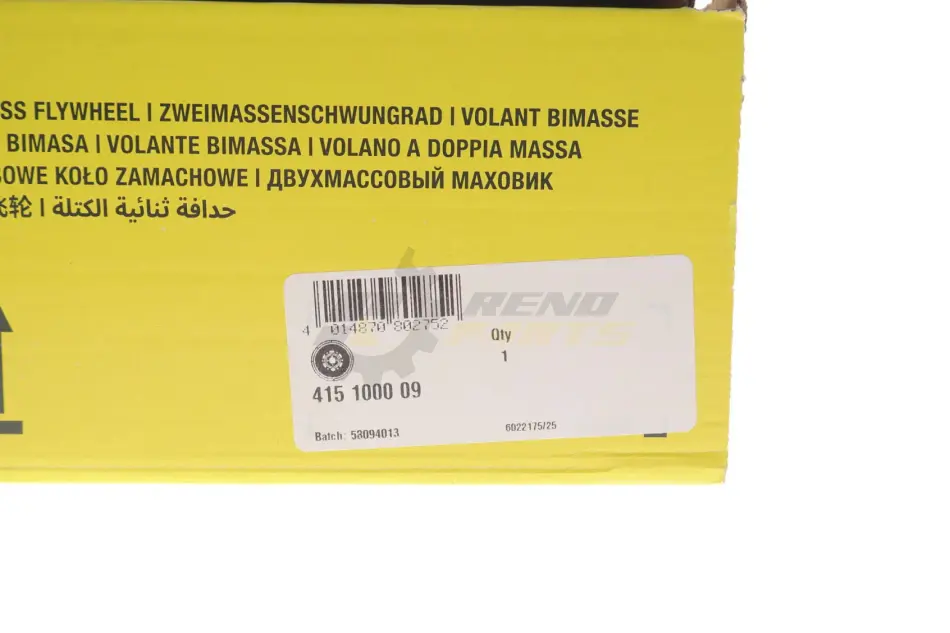 SS FLYWHEEL | ZWEIMASSENSCHWUNGRAD | VOLANT BIMASSE
BIMASA | VOLANTE BIMASSA | VOLANO A DOPPIA MASSA
OWE KOŁO ZAMACHOWE | ДВУХМАССОВЫЙ МАХОВИК
轮 | حدافة ثنائية الكتلة
RENO
PARTS
4 014870 802752
Qty
1
415 1000 09
Batch: 58094013
6022175/25